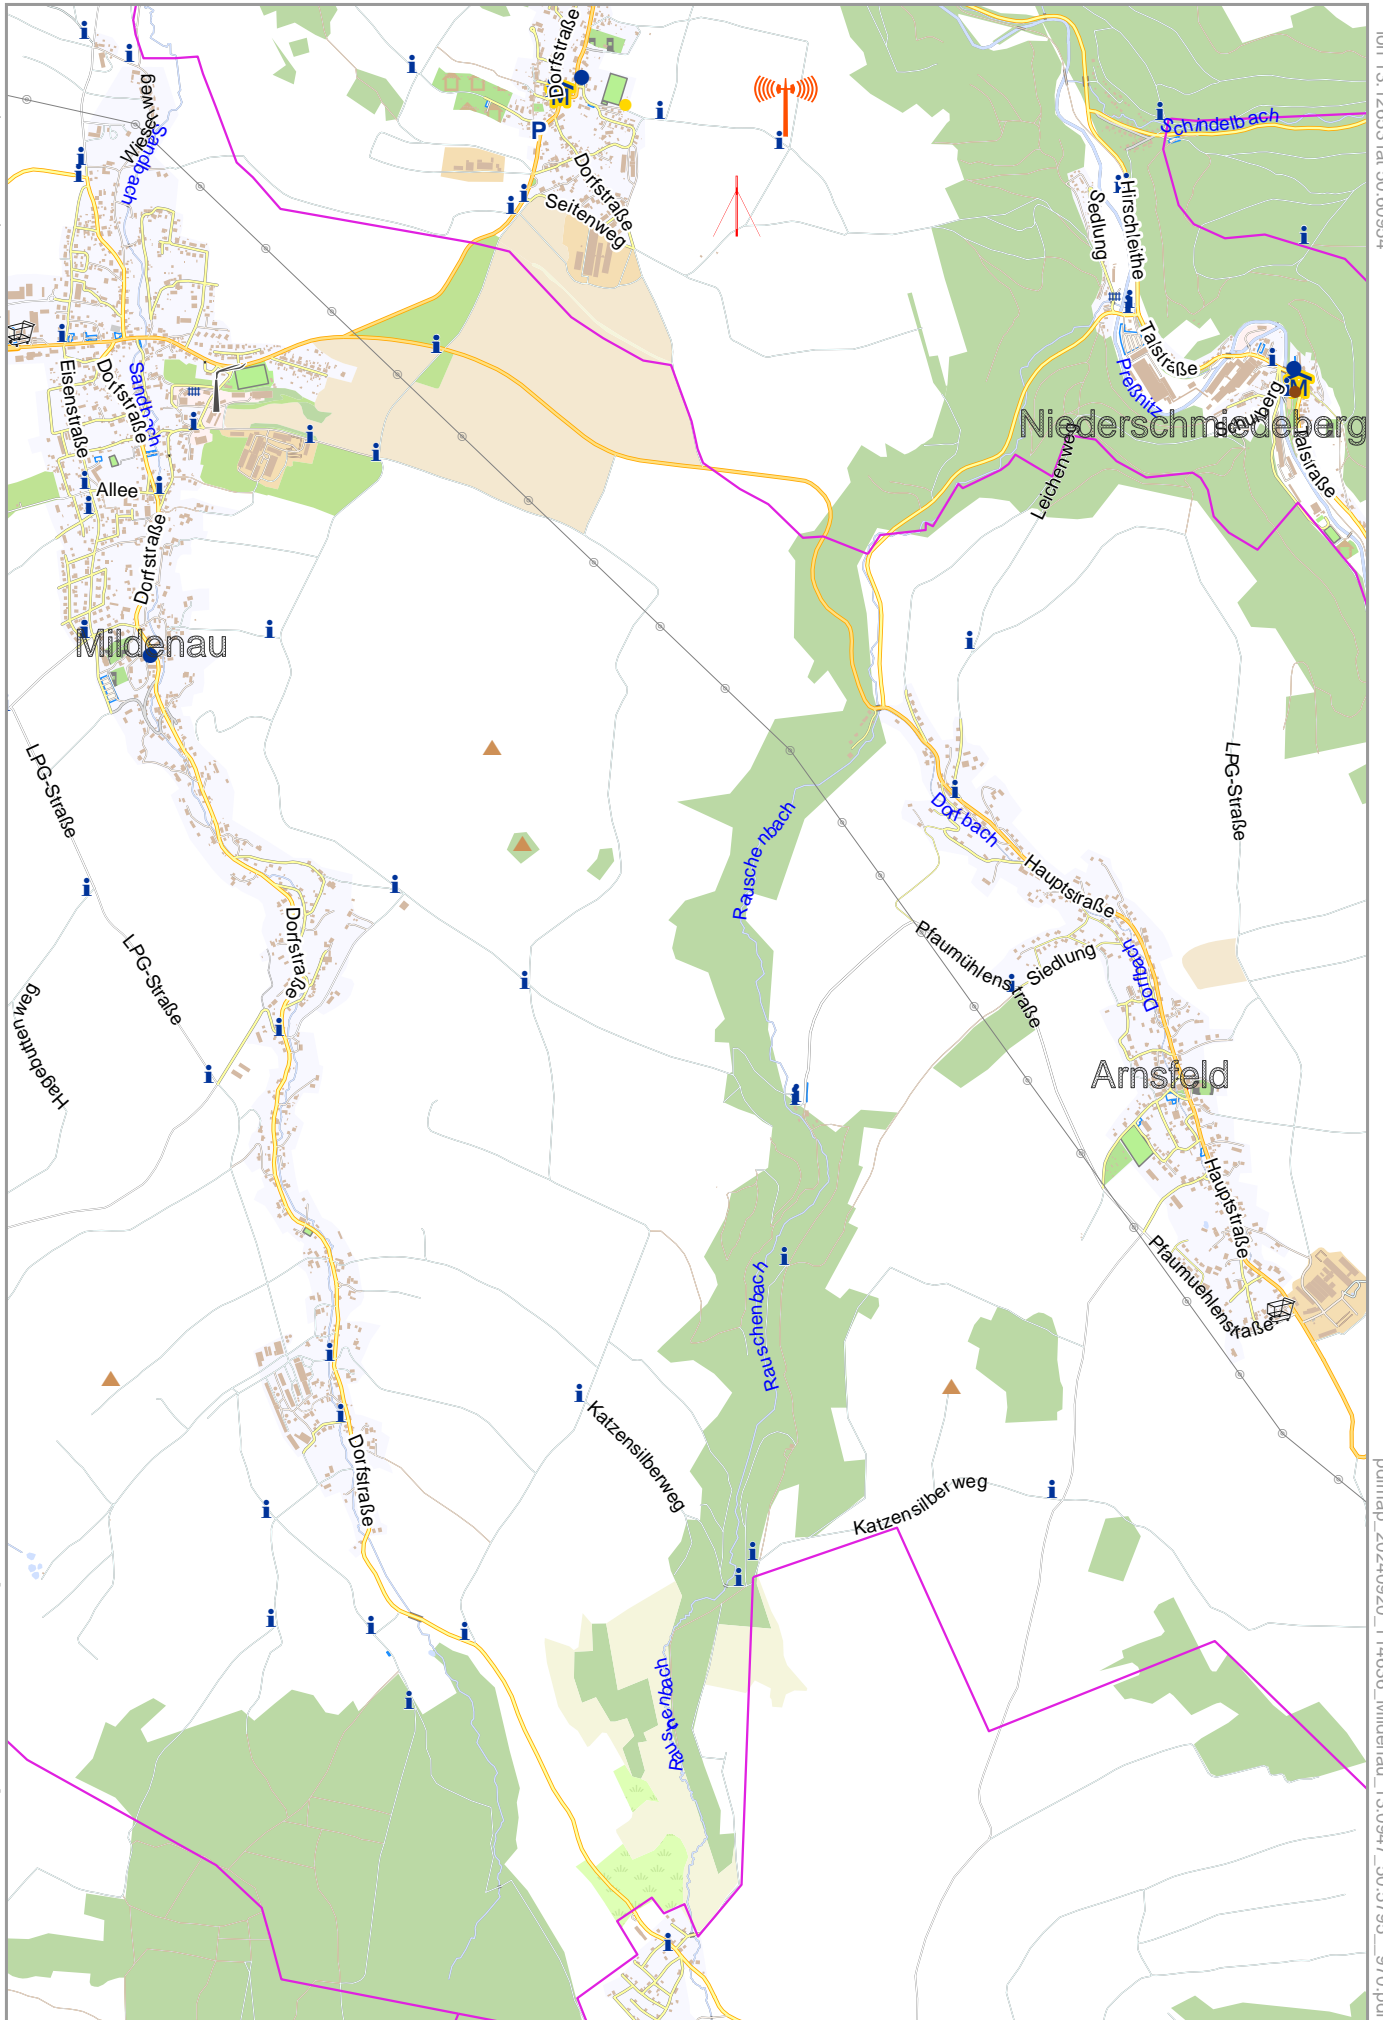 Dorfstraße
M
P
Dorfstraße
Seitenweg
Wiesenweg
Sandbach
Schindelbach
Hirschleithe
Siedlung
Talstraße
Preßnitz
Niederschmiedeberg
Schulberg
M
Talstraße
Leichenweg
Eisenstraße
Dorfstraße
Sandbach
Allee
Dorfstraße
Mildenau
LPG-Straße
LPG-Straße
LPG-Straße
Rauschenbach
Dorfbach
Hauptstraße
Dorfbach
Pfaumühlenstraße
Siedlung
Dorfstraße
Hagebuttenweg
Arnsfeld
Hauptstraße
Pfaumuehlenstraße
Rauschenbach
Katzensilberweg
Katzensilberweg
Dorfstraße
Rauschenbach